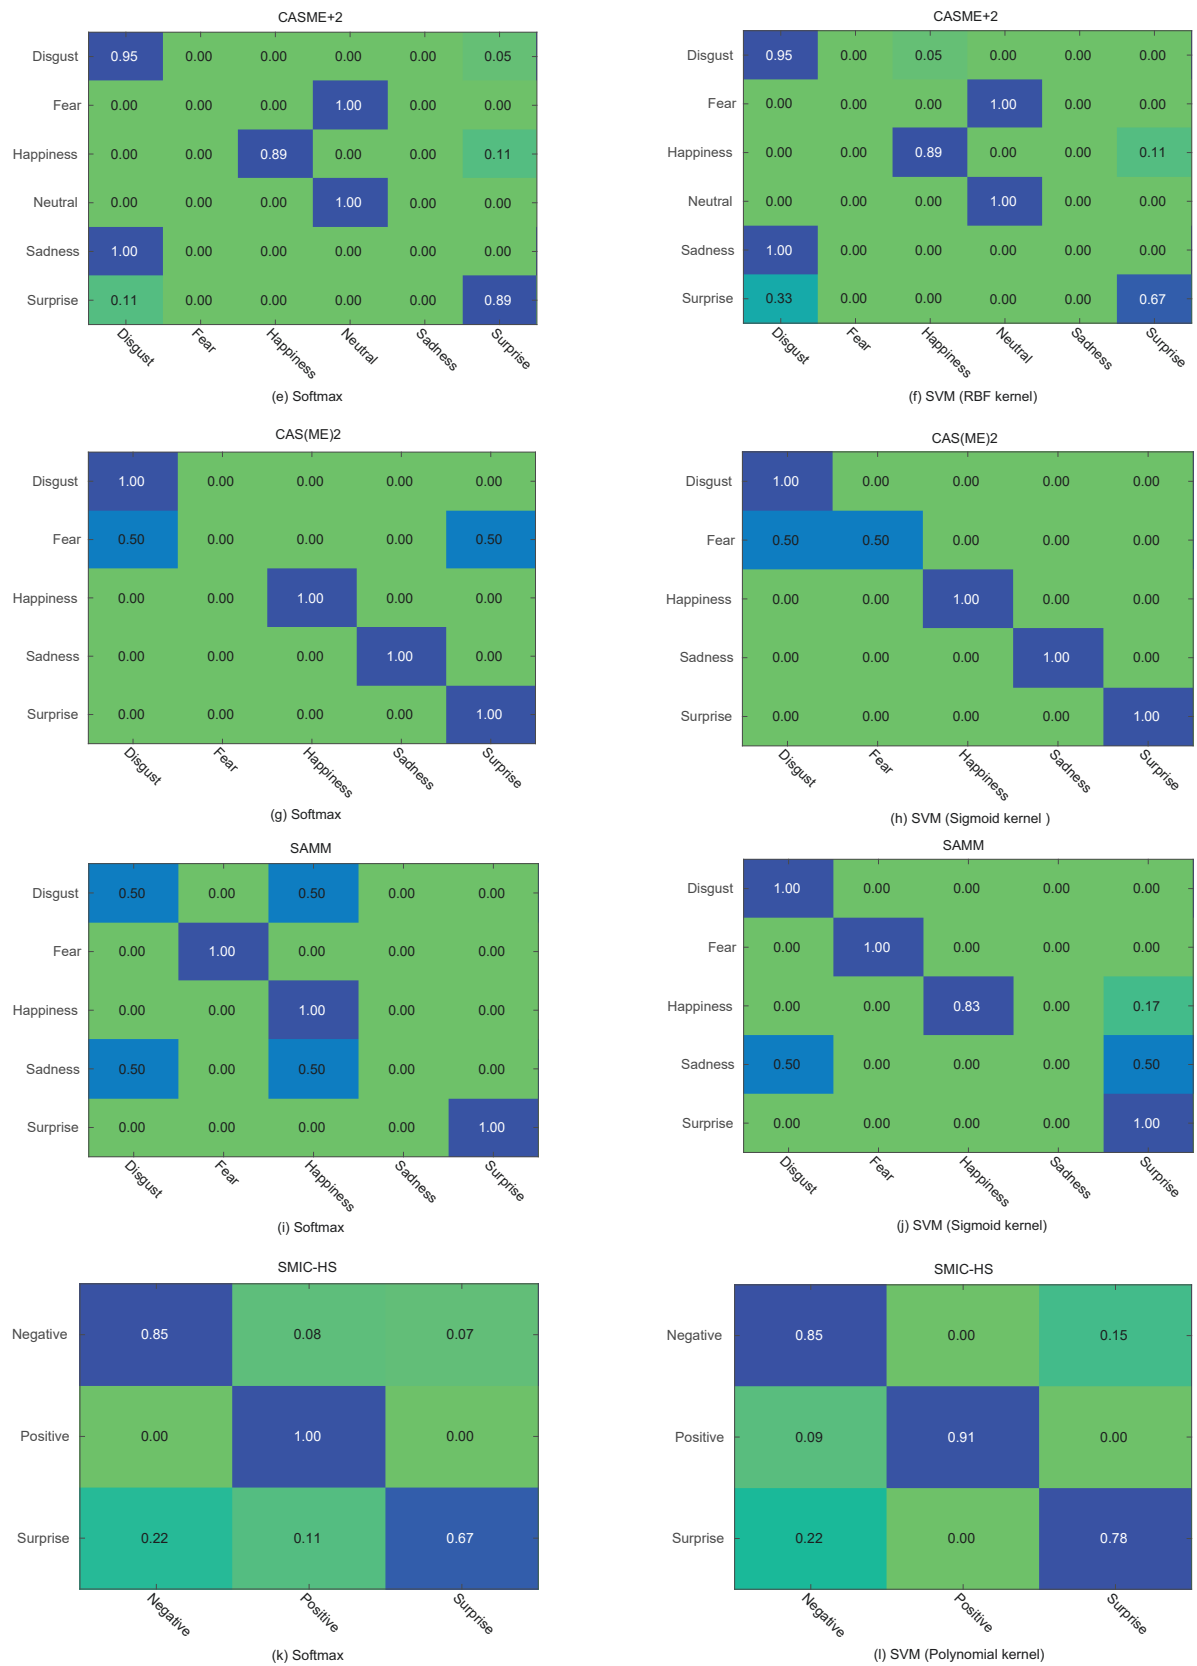 CASME+2
Disgust 0.95 0.00 0.00 0.00 0.00 0.05
Fear 0.00 0.00 0.00 1.00 0.00 0.00
Happiness 0.00 0.00 0.89 0.00 0.00 0.11
Neutral 0.00 0.00 0.00 1.00 0.00 0.00
Sadness 1.00 0.00 0.00 0.00 0.00 0.00
Surprise 0.11 0.00 0.00 0.00 0.00 0.89
Disgust Fear Happiness Neutral Sadness Surprise
(e) Softmax
CASME+2
Disgust 0.95 0.00 0.05 0.00 0.00 0.00
Fear 0.00 0.00 0.00 1.00 0.00 0.00
Happiness 0.00 0.00 0.89 0.00 0.00 0.11
Neutral 0.00 0.00 0.00 1.00 0.00 0.00
Sadness 1.00 0.00 0.00 0.00 0.00 0.00
Surprise 0.33 0.00 0.00 0.00 0.00 0.67
Disgust Fear Happiness Neutral Sadness Surprise
(f) SVM (RBF kernel)
CAS(ME)2
Disgust 1.00 0.00 0.00 0.00 0.00
Fear 0.50 0.00 0.00 0.00 0.50
Happiness 0.00 0.00 1.00 0.00 0.00
Sadness 0.00 0.00 0.00 1.00 0.00
Surprise 0.00 0.00 0.00 0.00 1.00
Disgust Fear Happiness Sadness Surprise
(g) Softmax
CAS(ME)2
Disgust 1.00 0.00 0.00 0.00 0.00
Fear 0.50 0.50 0.00 0.00 0.00
Happiness 0.00 0.00 1.00 0.00 0.00
Sadness 0.00 0.00 0.00 1.00 0.00
Surprise 0.00 0.00 0.00 0.00 1.00
Disgust Fear Happiness Sadness Surprise
(h) SVM (Sigmoid kernel )
SAMM
Disgust 0.50 0.00 0.50 0.00 0.00
Fear 0.00 1.00 0.00 0.00 0.00
Happiness 0.00 0.00 1.00 0.00 0.00
Sadness 0.50 0.00 0.50 0.00 0.00
Surprise 0.00 0.00 0.00 0.00 1.00
Disgust Fear Happiness Sadness Surprise
(i) Softmax
SAMM
Disgust 1.00 0.00 0.00 0.00 0.00
Fear 0.00 1.00 0.00 0.00 0.00
Happiness 0.00 0.00 0.83 0.00 0.17
Sadness 0.50 0.00 0.00 0.00 0.50
Surprise 0.00 0.00 0.00 0.00 1.00
Disgust Fear Happiness Sadness Surprise
(j) SVM (Sigmoid kernel)
SMIC-HS
Negative 0.85 0.08 0.07
Positive 0.00 1.00 0.00
Surprise 0.22 0.11 0.67
Negative Positive Surprise
(k) Softmax
SMIC-HS
Negative 0.85 0.00 0.15
Positive 0.09 0.91 0.00
Surprise 0.22 0.00 0.78
Negative Positive Surprise
(l) SVM (Polynomial kernel)